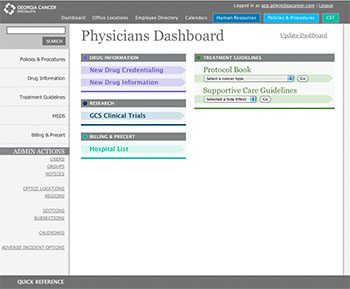 GEORGIA CANCER
SPECIALISTS
Logged in as app.admin@gacancer.com | Logout
Dashboard Office Locations Employee Directory Calendars Human Resources Policies & Procedures CST
SEARCH
Physicians Dashboard
Update Dashboard
Policies & Procedures
Drug Information
Treatment Guidelines
MSDS
Billing & Precert
ADMIN ACTIONS
USERS
GROUPS
NOTICES
OFFICE LOCATIONS
REGIONS
SECTIONS
SUBSECTIONS
CALENDARS
ADVERSE INCIDENT OPTIONS
DRUG INFORMATION
New Drug Credentialing
New Drug Information
RESEARCH
GCS Clinical Trials
BILLING & PRECERT
Hospital List
TREATMENT GUIDELINES
Protocol Book
Select a cancer type Go
Supportive Care Guidelines
Selected a Side Effect Go
QUICK REFERENCE